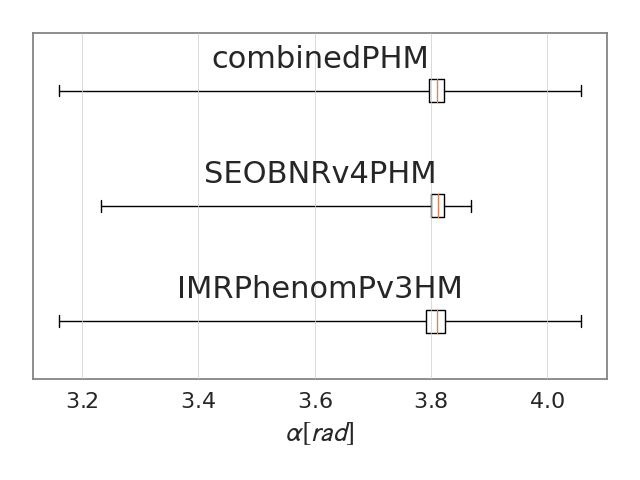 combinedPHM
SEOBNRv4PHM
IMRPhenomPv3HM
3.2 3.4 3.6 3.8 4.0
α[rad]